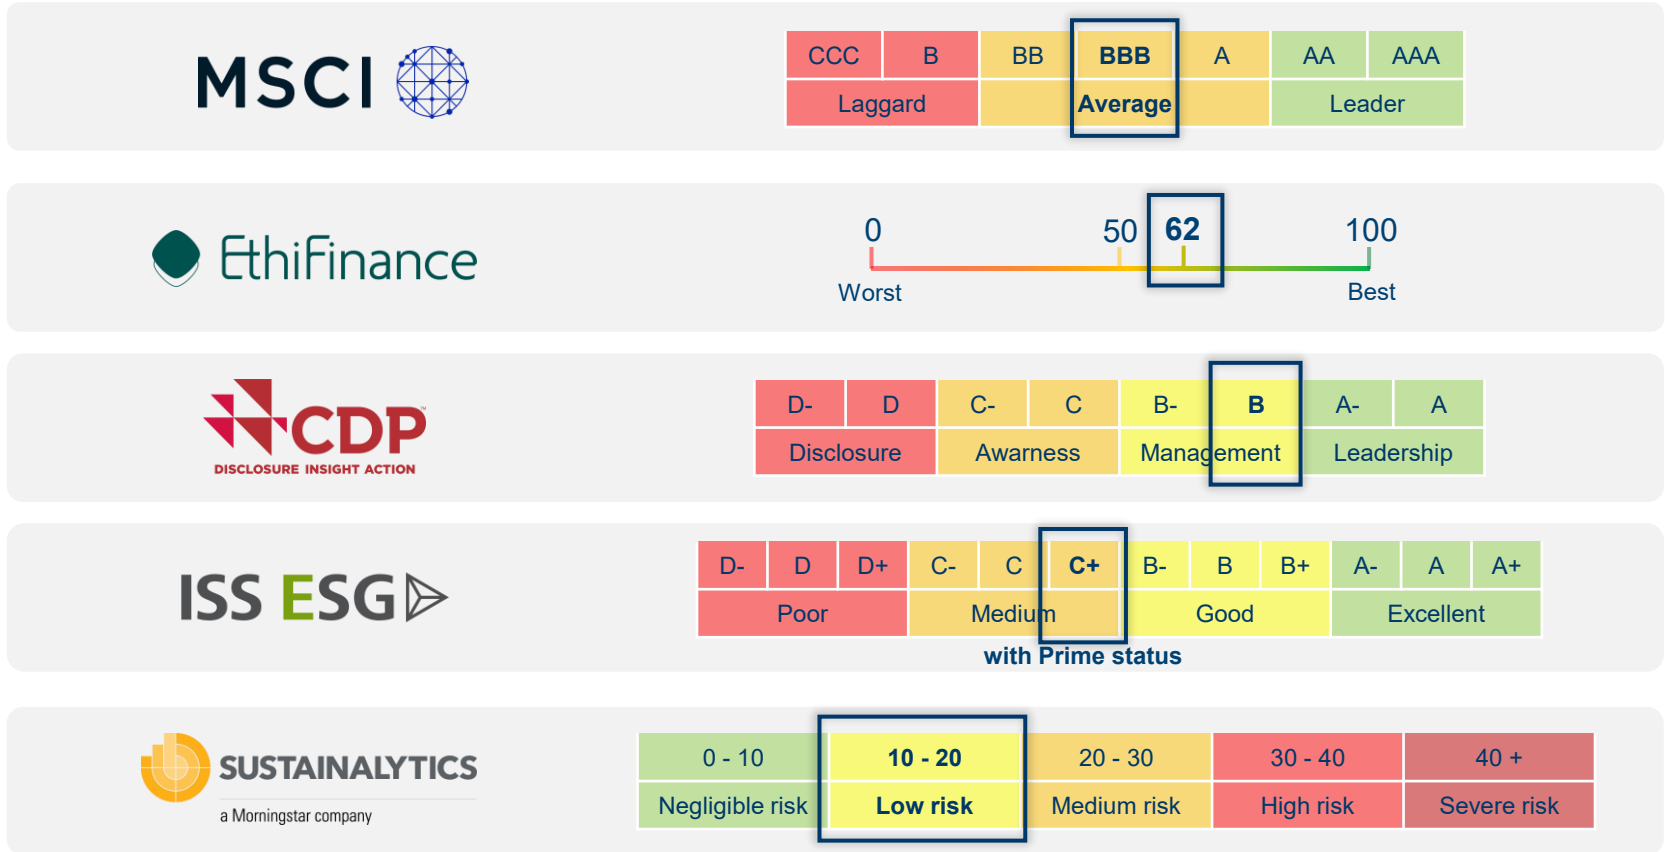 MSCI
CCC B BB BBB A AA AAA
Laggard Average Leader
EthiFinance
0 50 62 100
Worst Best
CDP™
DISCLOSURE INSIGHT ACTION
D- D C- C B- B A- A
Disclosure Awarness Management Leadership
ISS ESG
D- D D+ C- C C+ B- B B+ A- A A+
Poor Medium Good Excellent
with Prime status
SUSTAINALYTICS
a Morningstar company
0 - 10 10 - 20 20 - 30 30 - 40 40 +
Negligible risk Low risk Medium risk High risk Severe risk